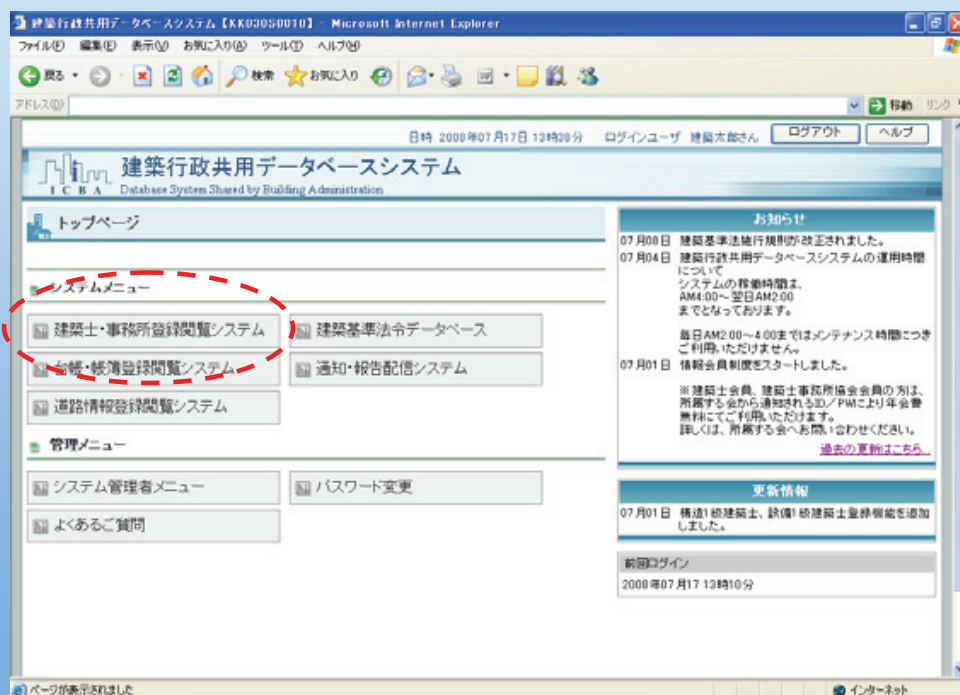 建築行政共用データベースシステム【KK030S0010】 - Microsoft Internet Explorer
ファイル(F) 編集(E) 表示(V) お気に入り(A) ツール(T) ヘルプ(H)
戻る 検索 お気に入り
アドレス(D) 移動 リンク
日時 2008年07月17日 13時38分 ログインユーザ 建築太郎さん ログアウト ヘルプ
建築行政共用データベースシステム
ICBA Database System Shared by Building Administration
トップページ
システムメニュー
建築士・事務所登録閲覧システム 建築基準法令データベース
台帳・帳簿登録閲覧システム 通知・報告配信システム
道路情報登録閲覧システム
管理メニュー
システム管理者メニュー パスワード変更
よくあるご質問
お知らせ
07月08日 建築基準法施行規則が改正されました。
07月04日 建築行政共用データベースシステムの運用時間
について
システムの稼働時間は、
AM4:00～翌日AM2:00
までとなっております。
毎日AM2:00～4:00まではメンテナンス時間につき
ご利用いただけません。
07月01日 情報会員制度をスタートしました。
※建築士会員、建築士事務所協会会員の方は、
所属する会から通知されるID／PWにより年会費
無料にてご利用いただけます。
詳しくは、所属する会へお問い合わせください。
過去の更新はこちら..
更新情報
07月01日 構造1級建築士、設備1級建築士登録機能を追加
しました。
前回ログイン
2008年07月17 13時10分
ページが表示されました インターネット